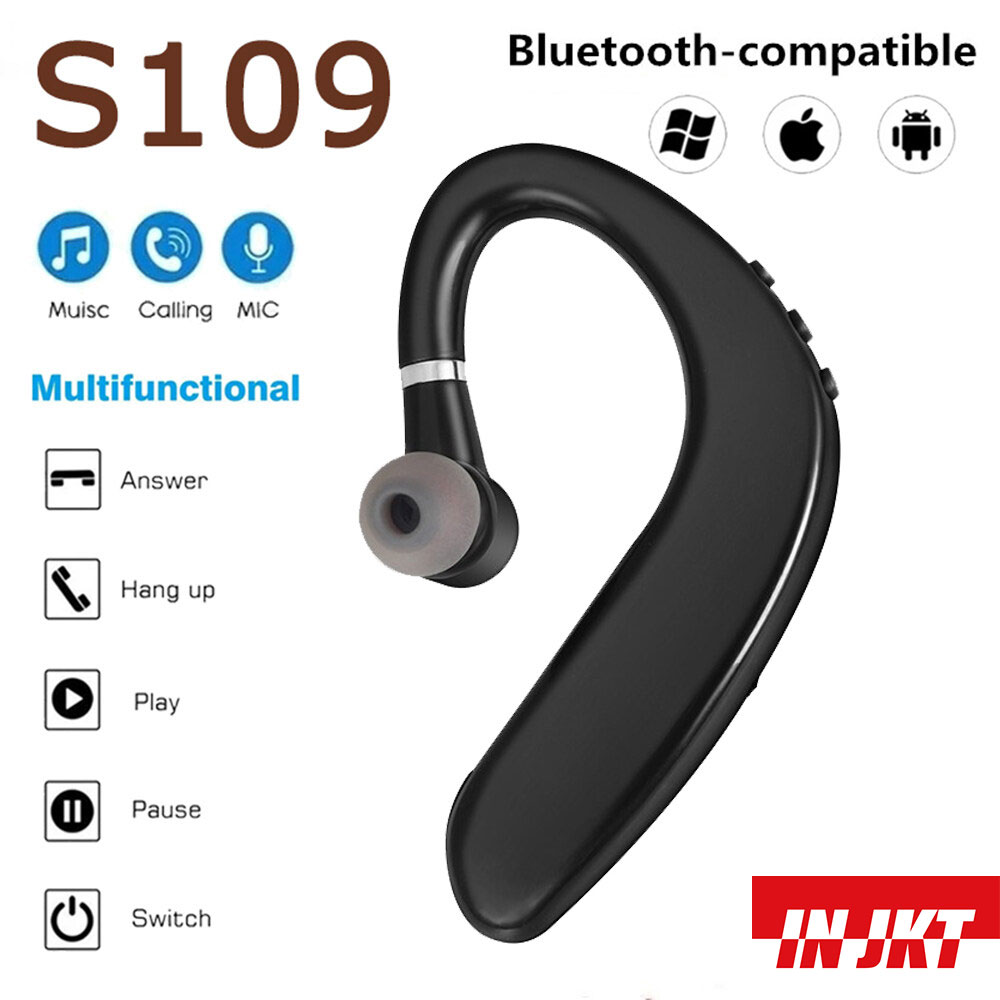 S109
Bluetooth-compatible
Muisc Calling MIC
Multifunctional
Answer
Hang up
Play
Pause
Switch
IN JKT